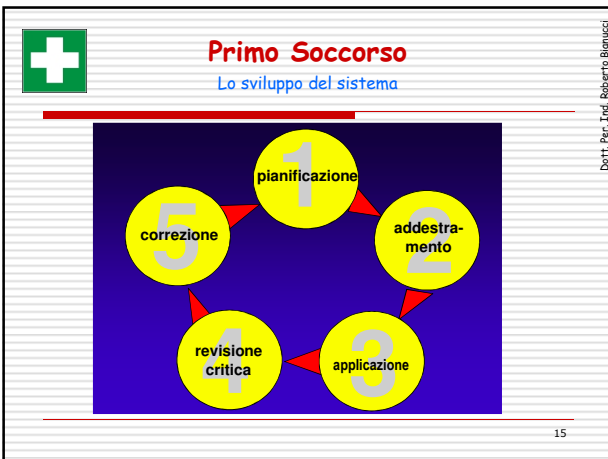 Primo Soccorso
Lo sviluppo del sistema
Dott. Per. Ind. Roberto Bianucci
1
pianificazione
2
addestra-
mento
3
applicazione
4
revisione
critica
5
correzione
15